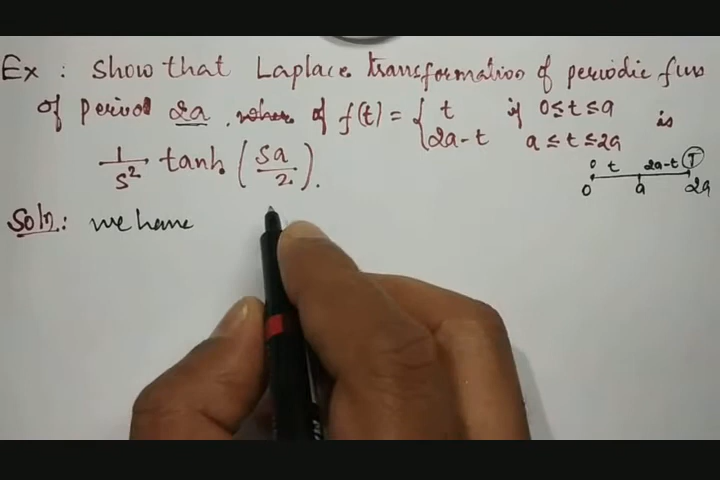 Ex : Show that Laplace transformation of periodic fun
of period 2a, where of f(t) = { t if 0≤t≤a is
2a-t a≤t≤2a
1/s² tanh (sa/2).
0 t 2a-t T
0 a 2a
Soln: we have